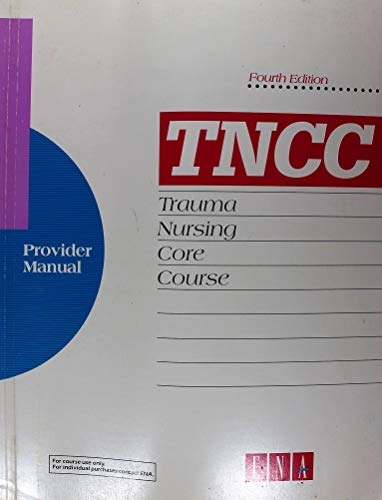 Fourth Edition
TNCC
Trauma
Nursing
Core
Course
Provider
Manual
For course use only.
For individual purchases contact ENA.
ENA